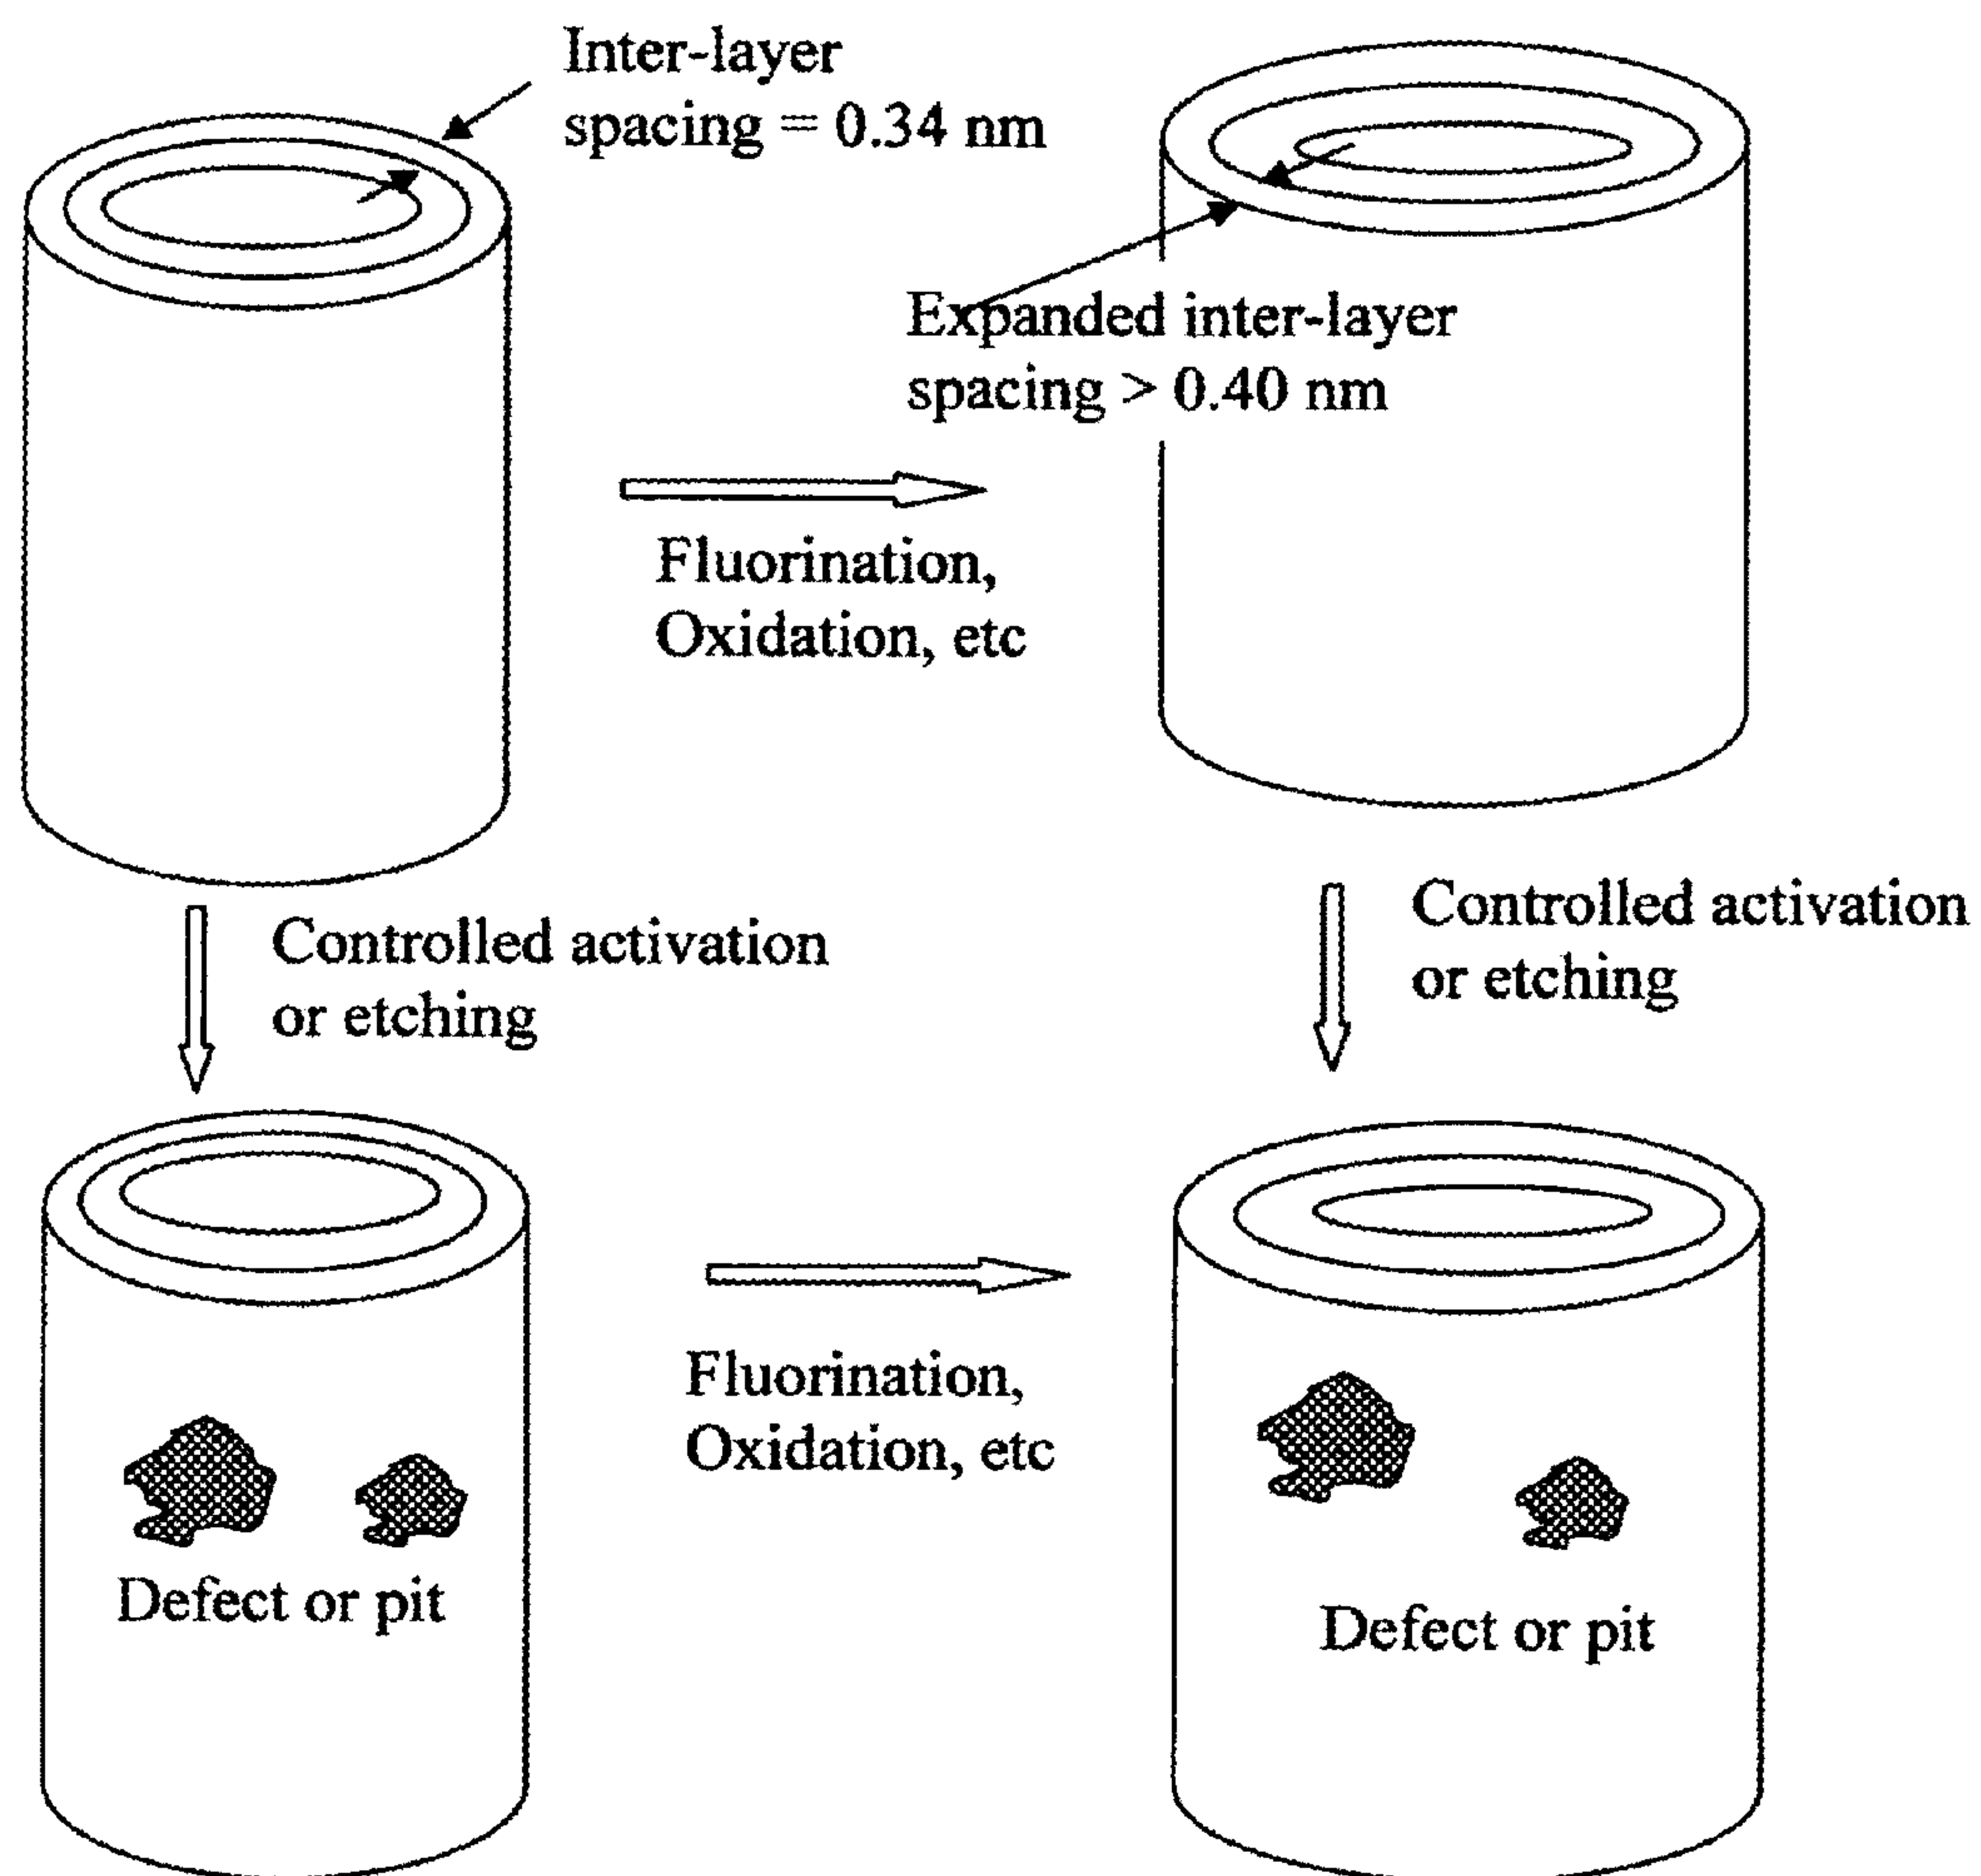 Inter-layer
spacing = 0.34 nm
Expanded inter-layer
spacing > 0.40 nm
Fluorination,
Oxidation, etc
Controlled activation
or etching
Controlled activation
or etching
Fluorination,
Oxidation, etc
Defect or pit
Defect or pit